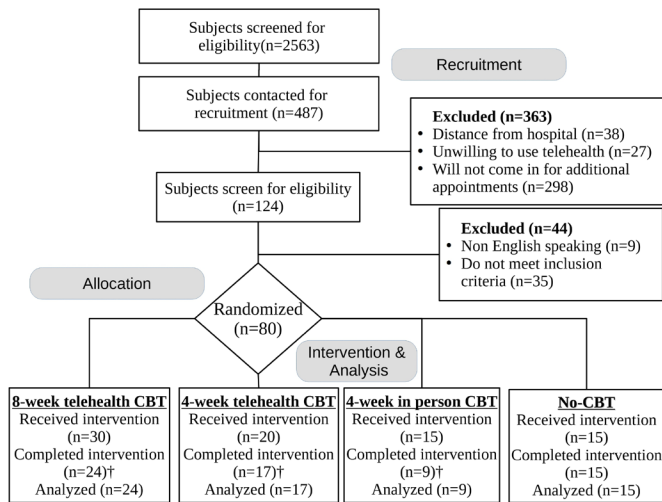 Subjects screened for
eligibility(n=2563)
Recruitment
Subjects contacted for
recruitment (n=487)
Excluded (n=363)
• Distance from hospital (n=38)
• Unwilling to use telehealth (n=27)
• Will not come in for additional
appointments (n=298)
Subjects screen for eligibility
(n=124)
Excluded (n=44)
• Non English speaking (n=9)
• Do not meet inclusion
criteria (n=35)
Allocation
Randomized
(n=80)
Intervention &
Analysis
8-week telehealth CBT
Received intervention
(n=30)
Completed intervention
(n=24)†
Analyzed (n=24)
4-week telehealth CBT
Received intervention
(n=20)
Completed intervention
(n=17)†
Analyzed (n=17)
4-week in person CBT
Received intervention
(n=15)
Completed intervention
(n=9)†
Analyzed (n=9)
No-CBT
Received intervention
(n=15)
Completed intervention
(n=15)
Analyzed (n=15)